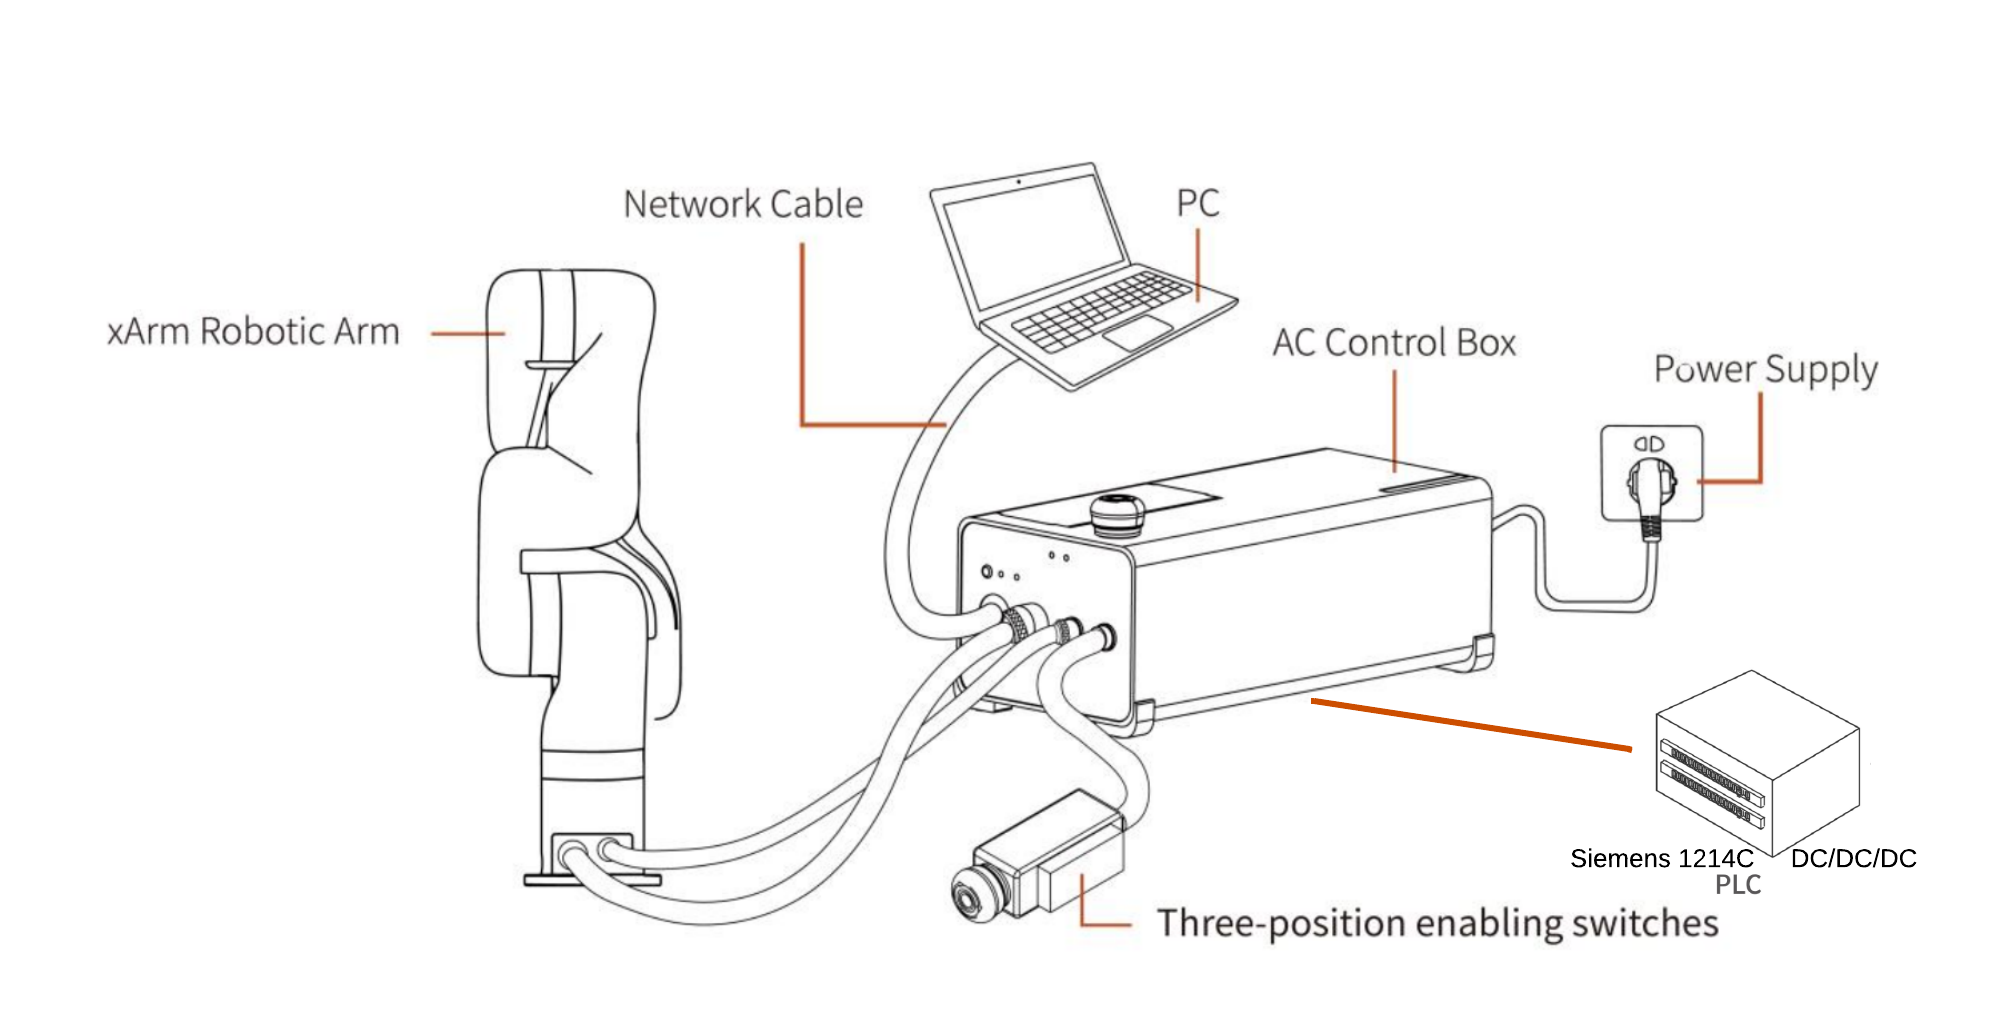 Network Cable
PC
xArm Robotic Arm
AC Control Box
Power Supply
Siemens 1214C DC/DC/DC
PLC
Three-position enabling switches